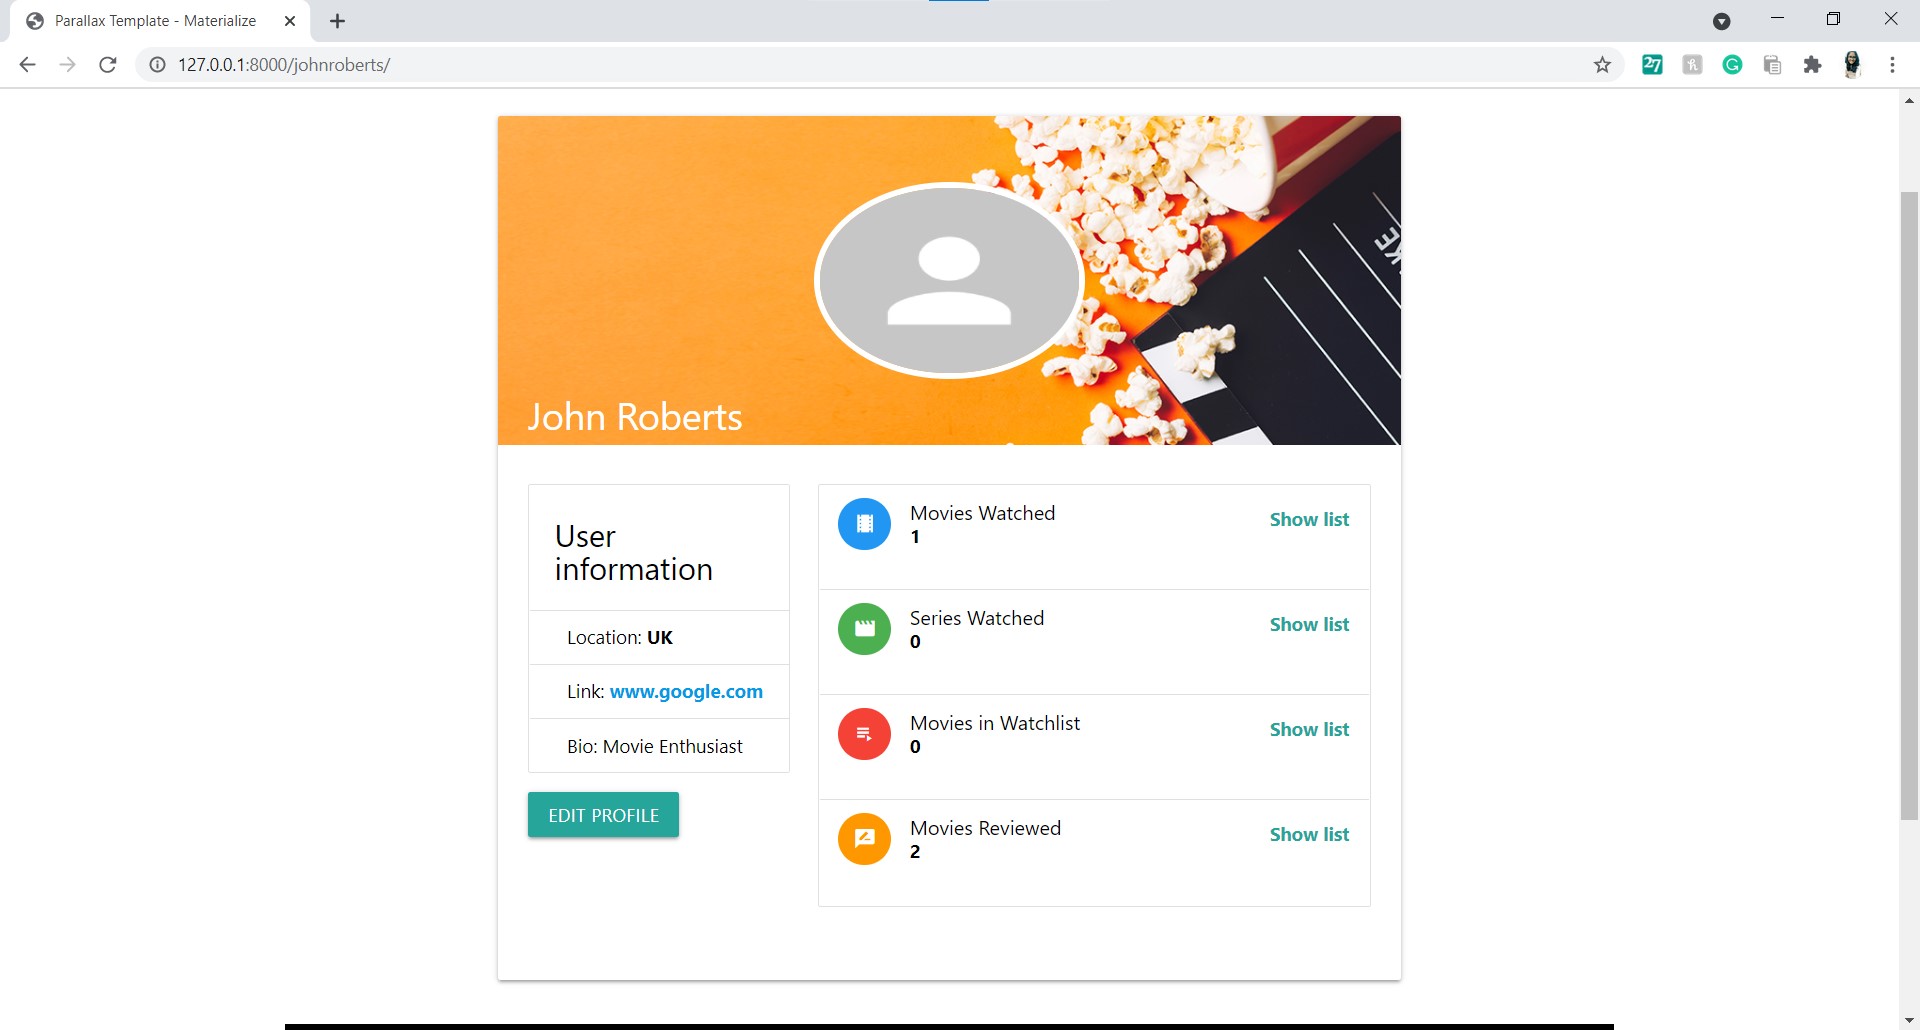 Parallax Template - Materialize
127.0.0.1:8000/johnroberts/
27
John Roberts
User
information
Location: UK
Link: www.google.com
Bio: Movie Enthusiast
EDIT PROFILE
Movies Watched
1
Show list
Series Watched
0
Show list
Movies in Watchlist
0
Show list
Movies Reviewed
2
Show list